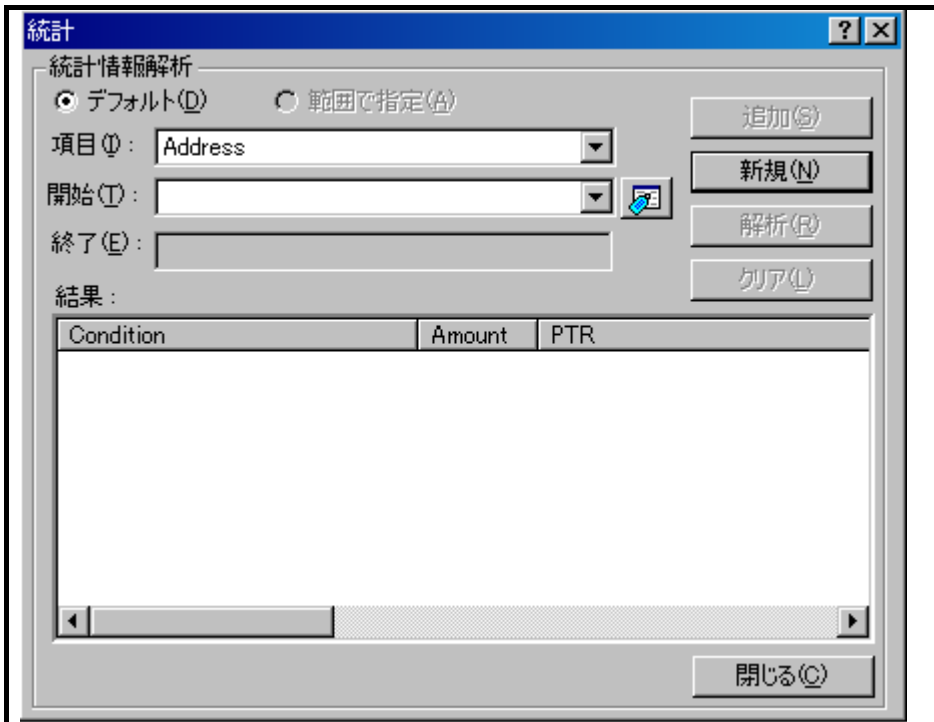 統計
統計情報解析
デフォルト(D) 範囲で指定(A)
追加(S)
項目(I): Address
新規(N)
開始(T):
解析(R)
終了(E):
クリア(L)
結果:
Condition Amount PTR
閉じる(C)